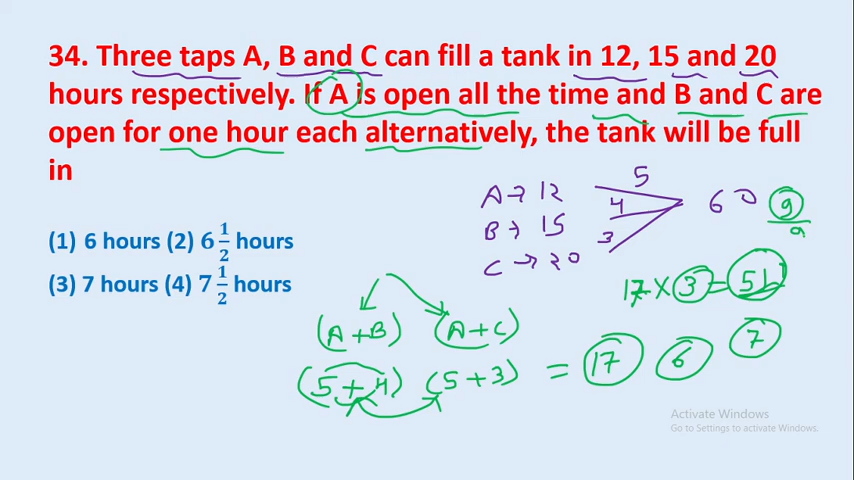 34. Three taps A, B and C can fill a tank in 12, 15 and 20
hours respectively. If A is open all the time and B and C are
open for one hour each alternatively, the tank will be full
in
(1) 6 hours (2) 6 1/2 hours
(3) 7 hours (4) 7 1/2 hours
A → 12 5
B → 15 4 60 9/9
C → 20 3
17 × 3 = 51
(A+B) (A+C) 7
(5+4) (5+3) = 17 6
Activate Windows
Go to Settings to activate Windows.